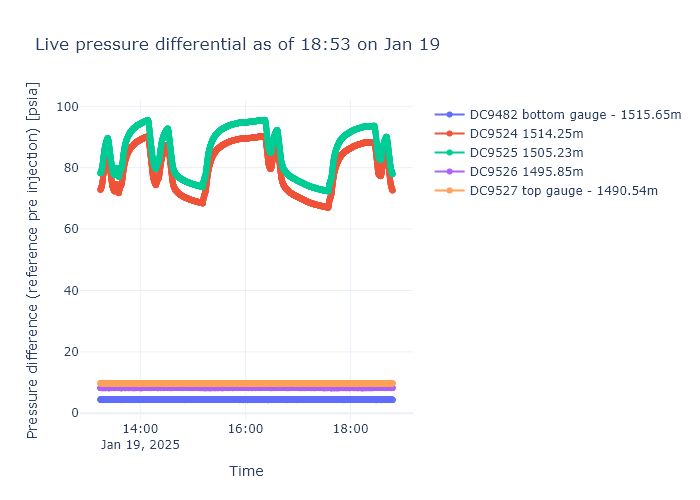 Live pressure differential as of 18:53 on Jan 19
Pressure difference (reference pre injection) [psia]
100
80
60
40
20
0
14:00
Jan 19, 2025
16:00
18:00
Time
DC9482 bottom gauge - 1515.65m
DC9524 1514.25m
DC9525 1505.23m
DC9526 1495.85m
DC9527 top gauge - 1490.54m